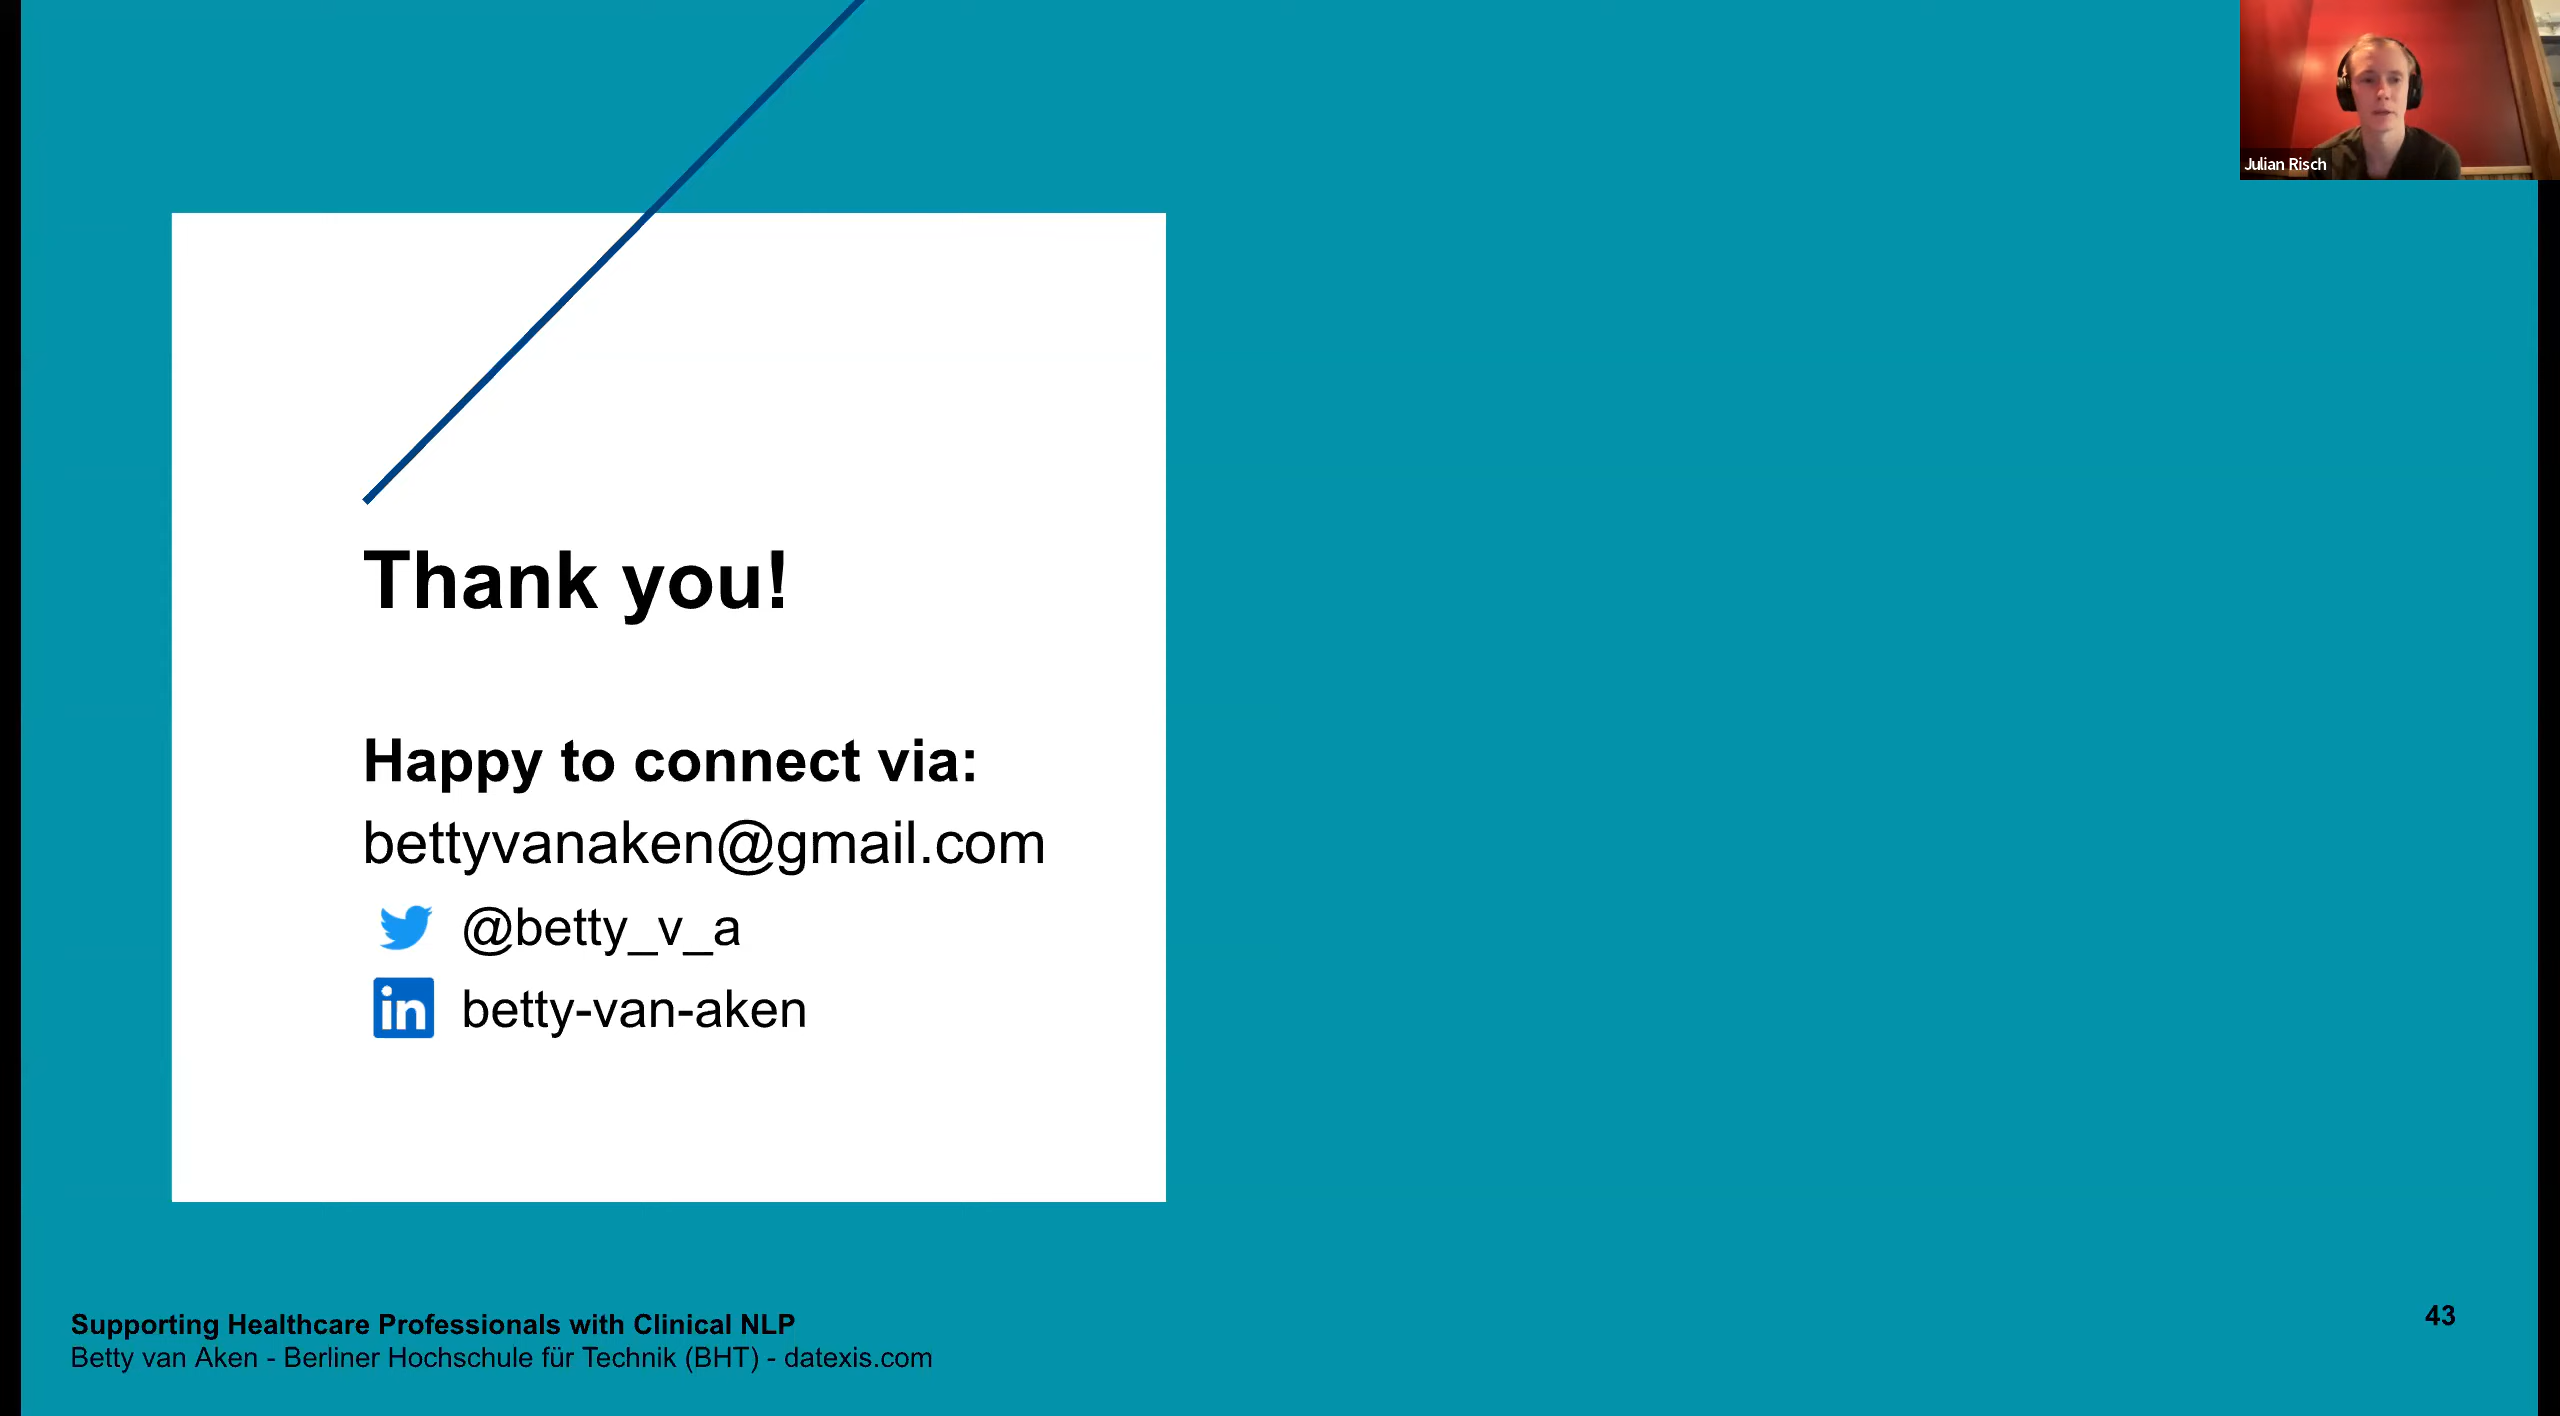 Julian Risch
Thank you!
Happy to connect via:
bettyvanaken@gmail.com
@betty_v_a
in betty-van-aken
Supporting Healthcare Professionals with Clinical NLP
Betty van Aken - Berliner Hochschule für Technik (BHT) - datexis.com
43